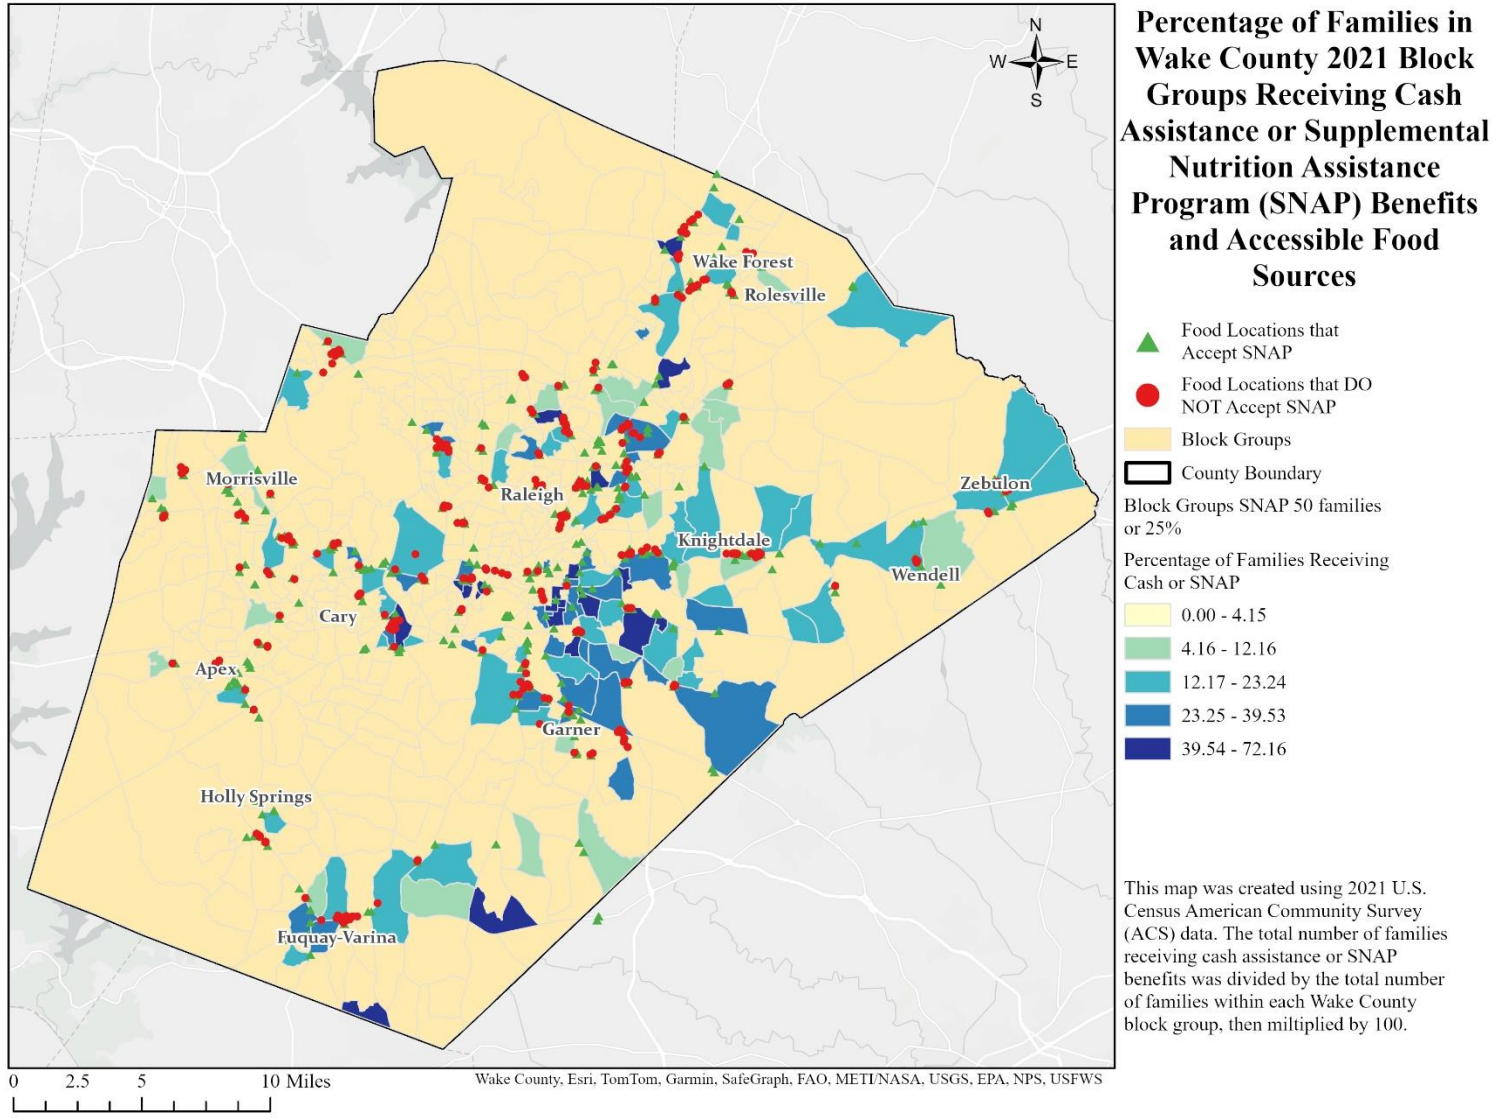 Percentage of Families in
Wake County 2021 Block
Groups Receiving Cash
Assistance or Supplemental
Nutrition Assistance
Program (SNAP) Benefits
and Accessible Food
Sources
N
W
E
S
Food Locations that
Accept SNAP
Food Locations that DO
NOT Accept SNAP
Block Groups
County Boundary
Block Groups SNAP 50 families
or 25%
Percentage of Families Receiving
Cash or SNAP
0.00 - 4.15
4.16 - 12.16
12.17 - 23.24
23.25 - 39.53
39.54 - 72.16
This map was created using 2021 U.S.
Census American Community Survey
(ACS) data. The total number of families
receiving cash assistance or SNAP
benefits was divided by the total number
of families within each Wake County
block group, then miltiplied by 100.
Wake Forest
Rolesville
Morrisville
Raleigh
Zebulon
Knightdale
Wendell
Cary
Apex
Garner
Holly Springs
Fuquay-Varina
0 2.5 5 10 Miles
Wake County, Esri, TomTom, Garmin, SafeGraph, FAO, METI/NASA, USGS, EPA, NPS, USFWS